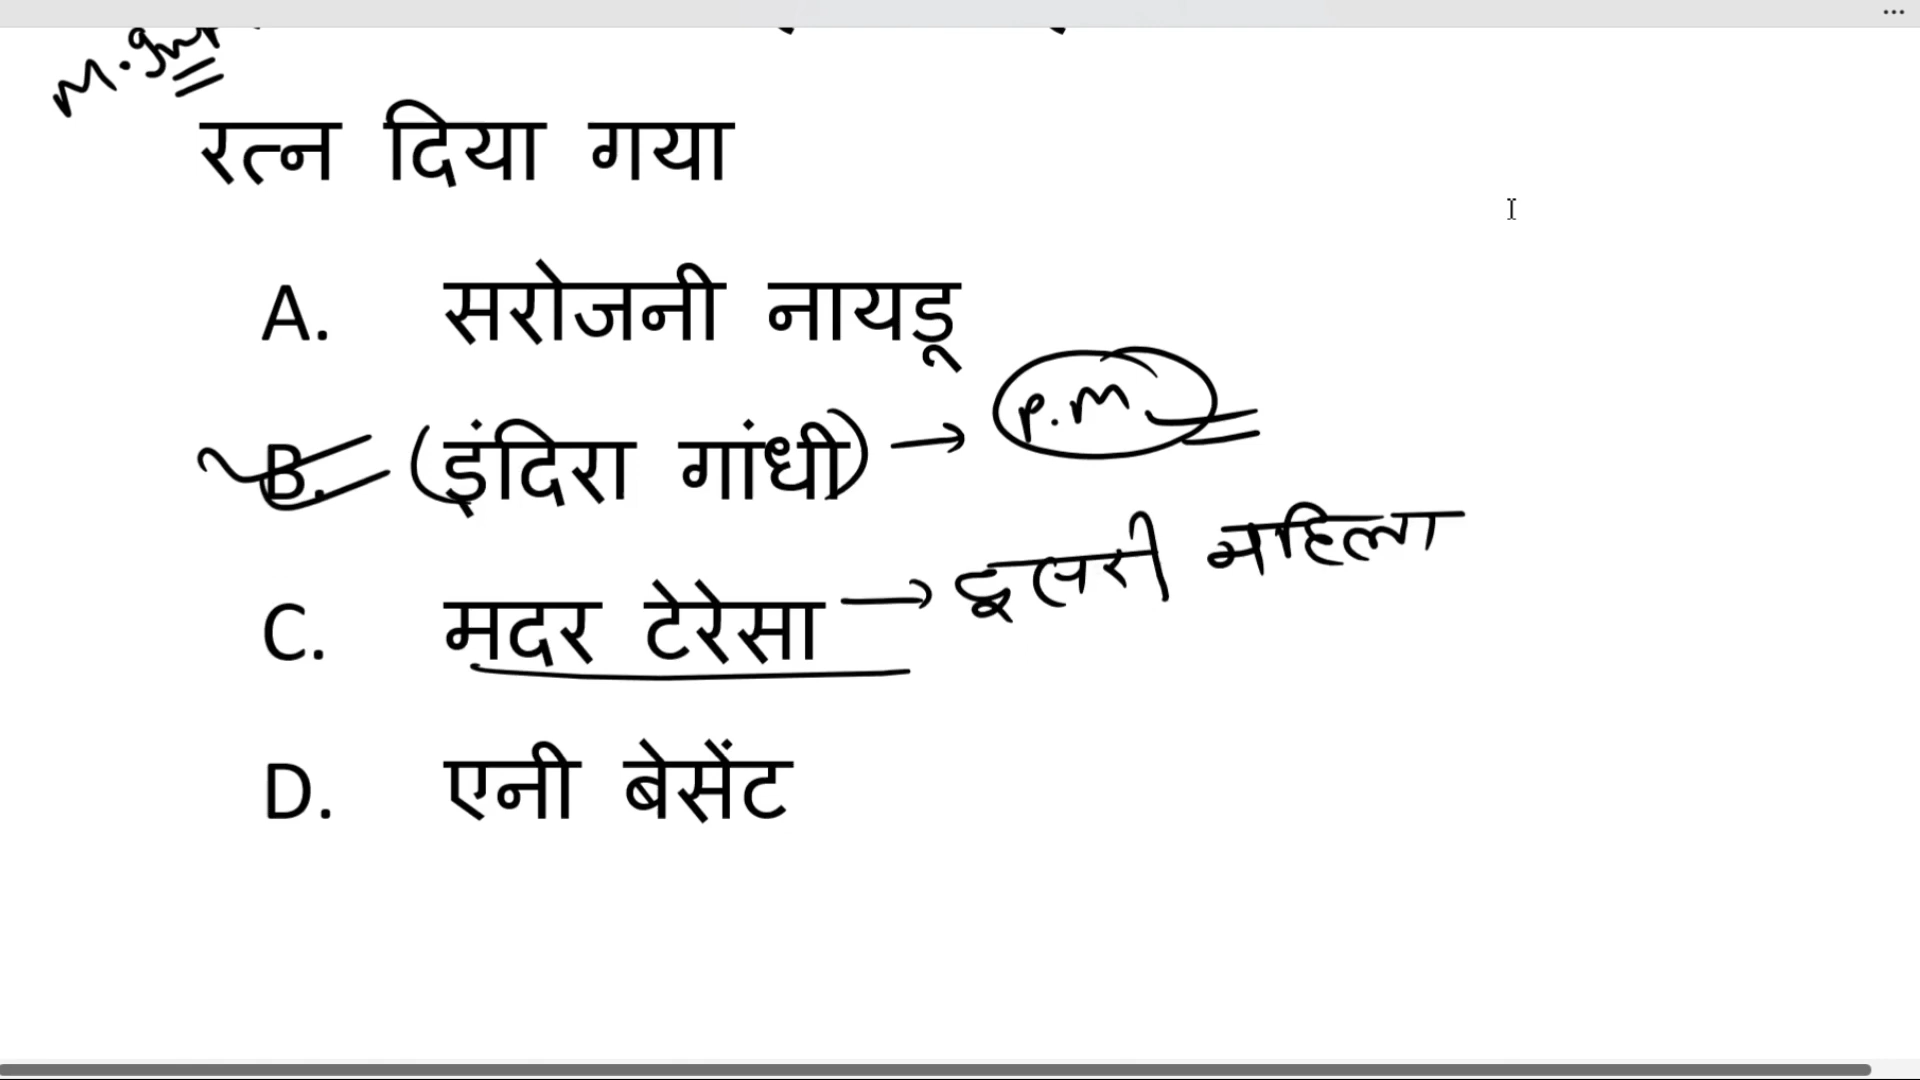 M.
रत्न दिया गया
A. सरोजनी नायडू
B. (इंदिरा गांधी) → P.M.
C. मदर टेरेसा → दूसरी महिला
D. एनी बेसेंट